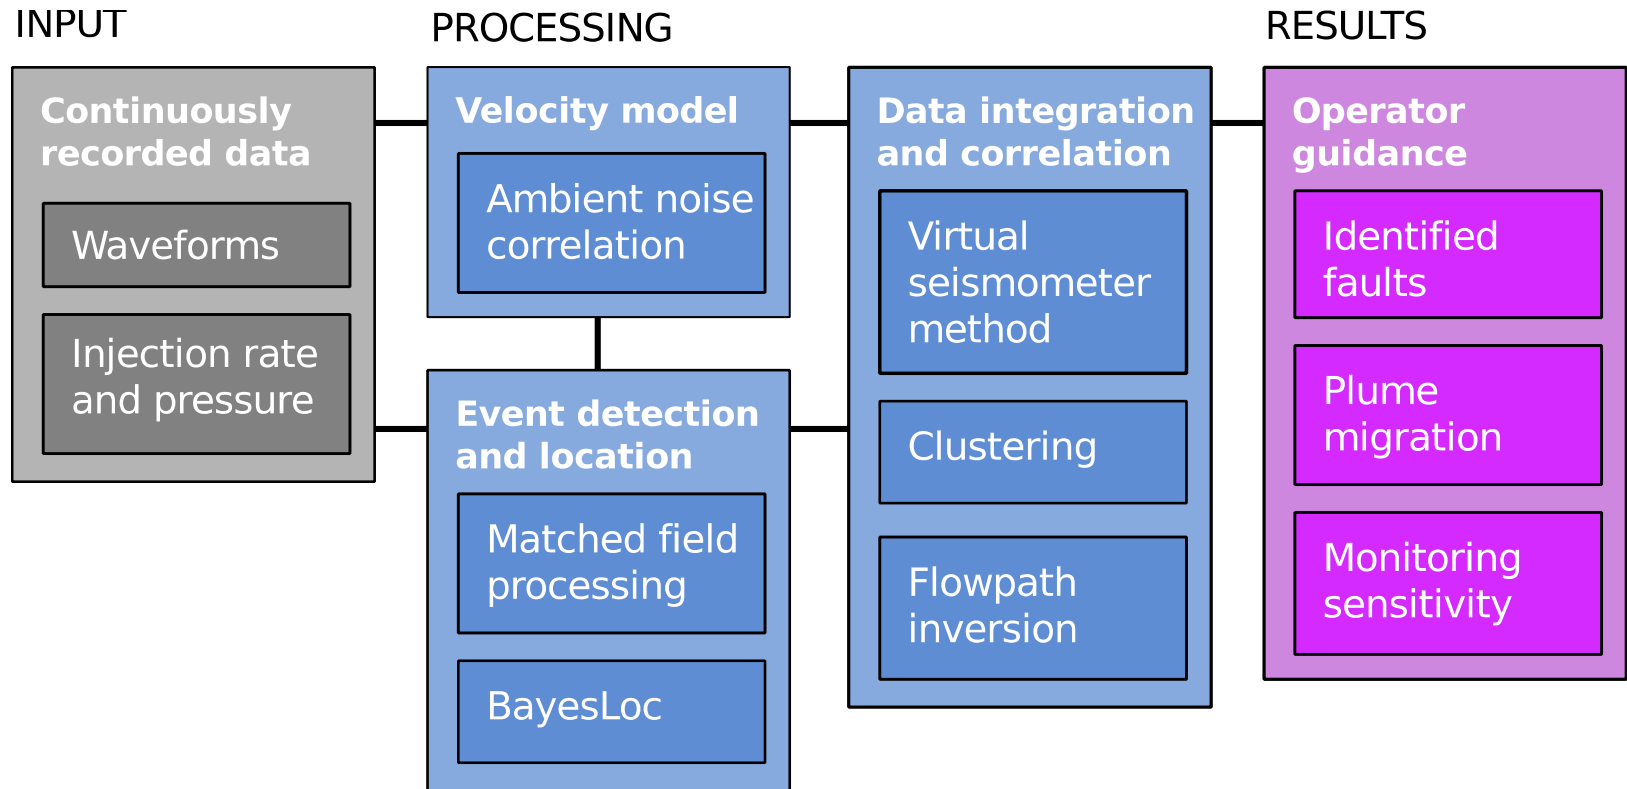 INPUT
PROCESSING
RESULTS
Continuously
recorded data
Waveforms
Injection rate
and pressure
Velocity model
Ambient noise
correlation
Event detection
and location
Matched field
processing
BayesLoc
Data integration
and correlation
Virtual
seismometer
method
Clustering
Flowpath
inversion
Operator
guidance
Identified
faults
Plume
migration
Monitoring
sensitivity